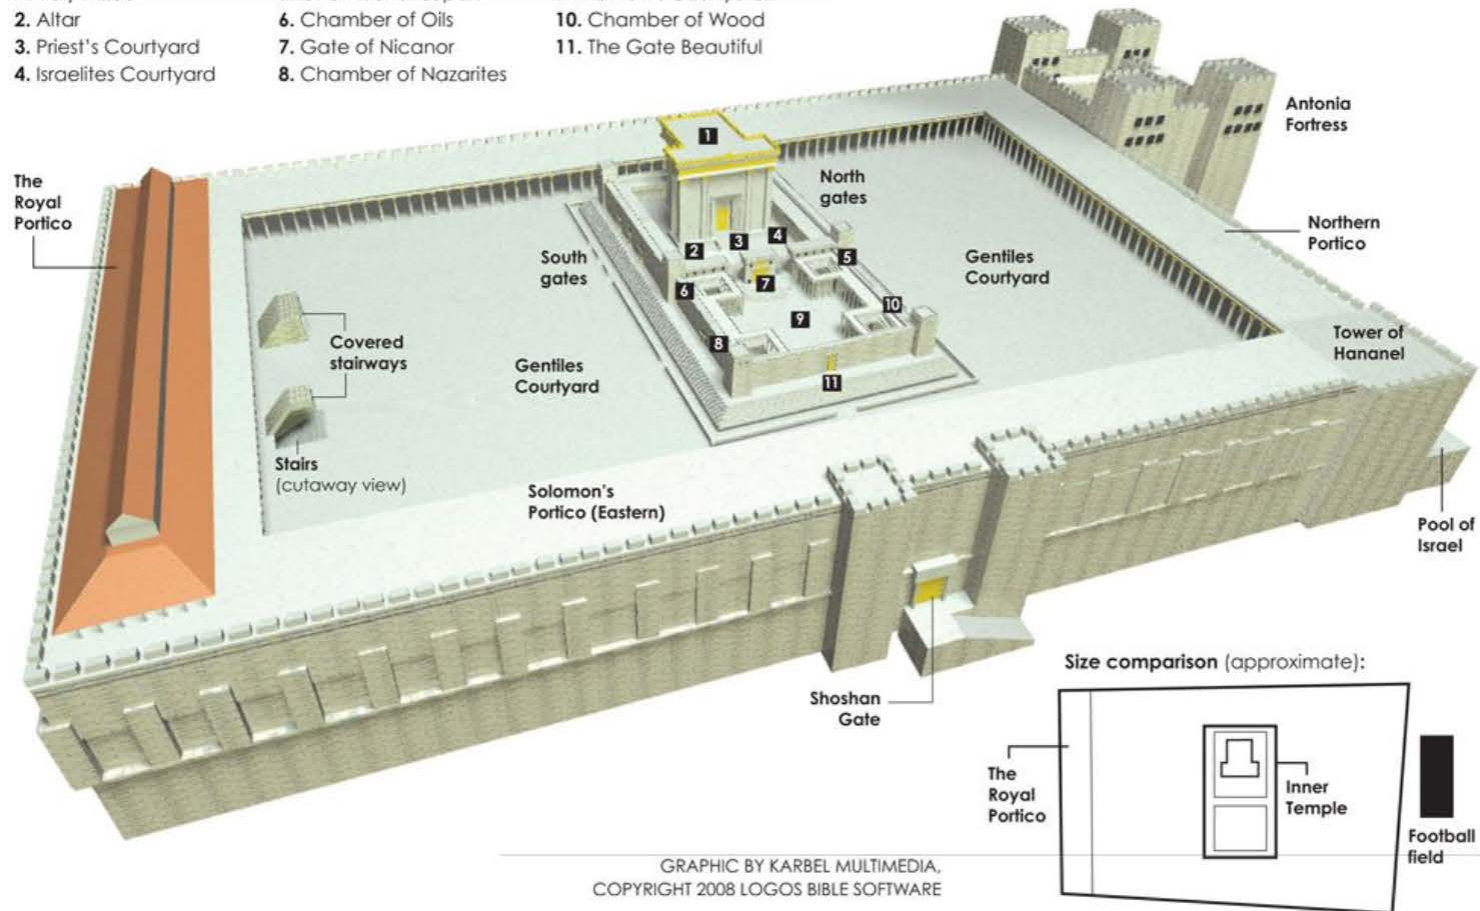 2. Altar
3. Priest's Courtyard
4. Israelites Courtyard
6. Chamber of Oils
7. Gate of Nicanor
8. Chamber of Nazarites
10. Chamber of Wood
11. The Gate Beautiful
Antonia
Fortress
The
Royal
Portico
North
gates
Northern
Portico
South
gates
Gentiles
Courtyard
Covered
stairways
Gentiles
Courtyard
Tower of
Hananel
Stairs
(cutaway view)
Solomon's
Portico (Eastern)
Pool of
Israel
Shoshan
Gate
1
2
3
4
5
6
7
8
9
10
11
Size comparison (approximate):
The
Royal
Portico
Inner
Temple
Football
field
GRAPHIC BY KARBEL MULTIMEDIA,
COPYRIGHT 2008 LOGOS BIBLE SOFTWARE